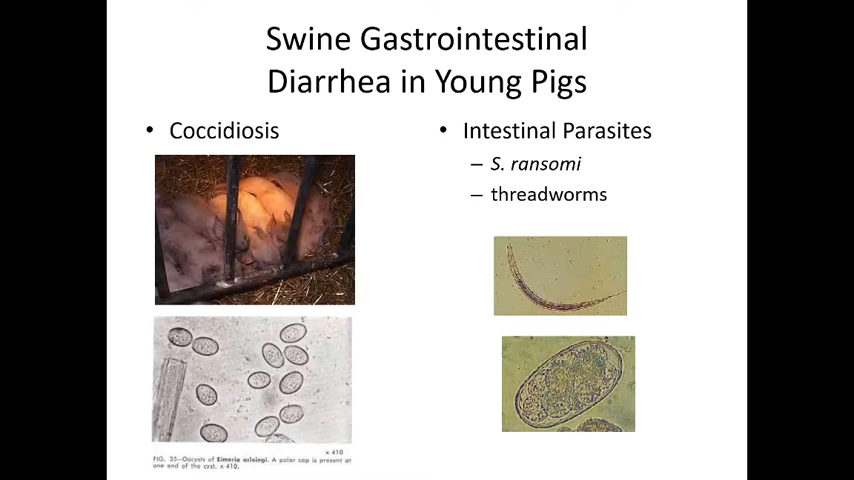 Swine Gastrointestinal
Diarrhea in Young Pigs
• Coccidiosis
• Intestinal Parasites
– S. ransomi
– threadworms
x 410
FIG. 35—Oocysts of Eimeria arloingi. A polar cap is present at
one end of the cyst. x 410.